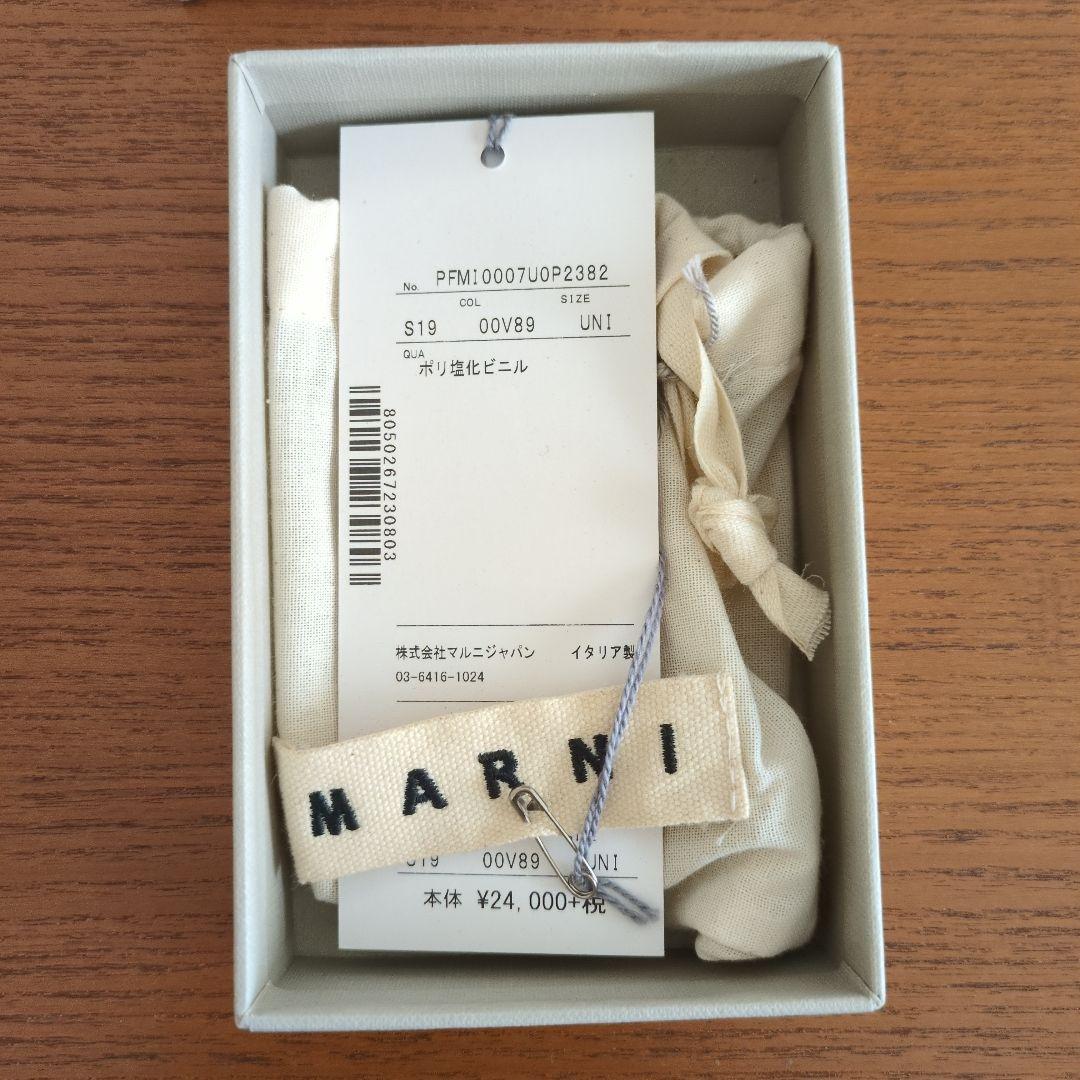 No. PFMI0007U0P2382
COL SIZE
S19 00V89 UNI
QUA
ポリ塩化ビニル
8050267230803
株式会社マルニジャパン イタリア製
03-6416-1024
MARNI
S19 00V89 UNI
本体 ¥24,000+税